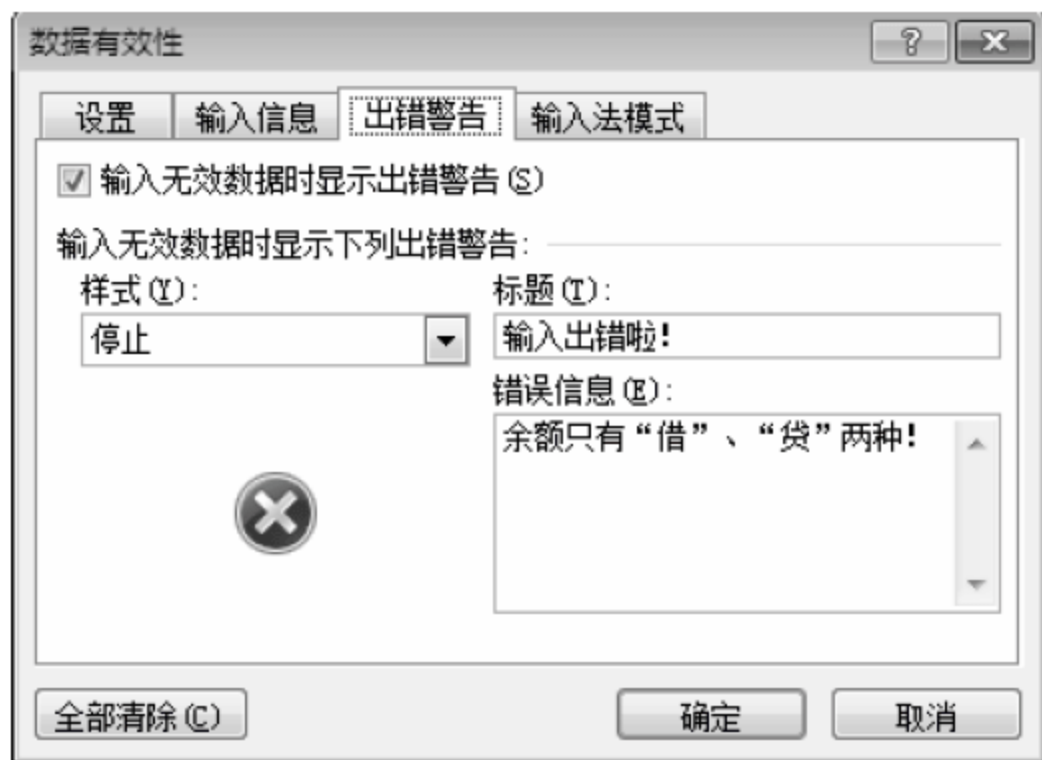 数据有效性
设置 输入信息 出错警告 输入法模式
输入无效数据时显示出错警告(S)
输入无效数据时显示下列出错警告:
样式(Y):
停止
标题(T):
输入出错啦!
错误信息(E):
余额只有“借”、“贷”两种!
全部清除(C) 确定 取消